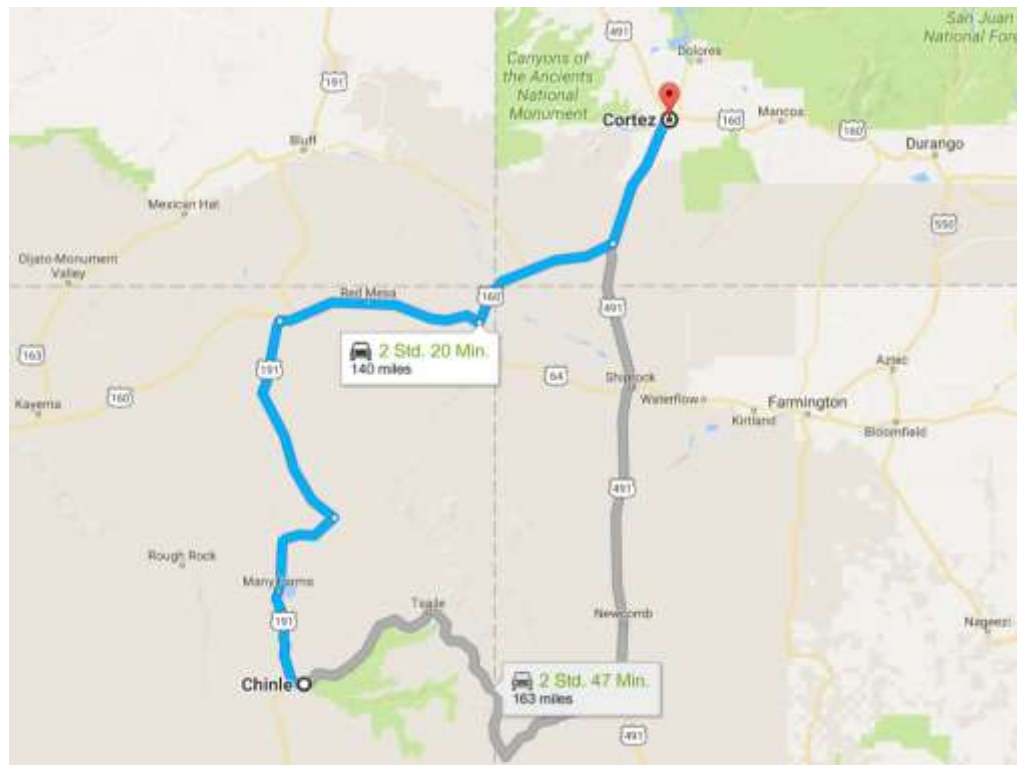 491
San Juan
National Fore
Dolores
Canyons of
the Ancients
National
Monument
191
Cortez
160
Mancos
160
Durango
Bluff
Mexican Hat
550
Oljato-Monument
Valley
Red Mesa
160
491
2 Std. 20 Min.
140 miles
163
191
64
Shiprock
Aztec
160
Kayenta
Waterflow
Farmington
Kirtland
Bloomfield
491
Rough Rock
Many Farms
Tsaile
Newcomb
Nageezi
191
Chinle
2 Std. 47 Min.
163 miles
491